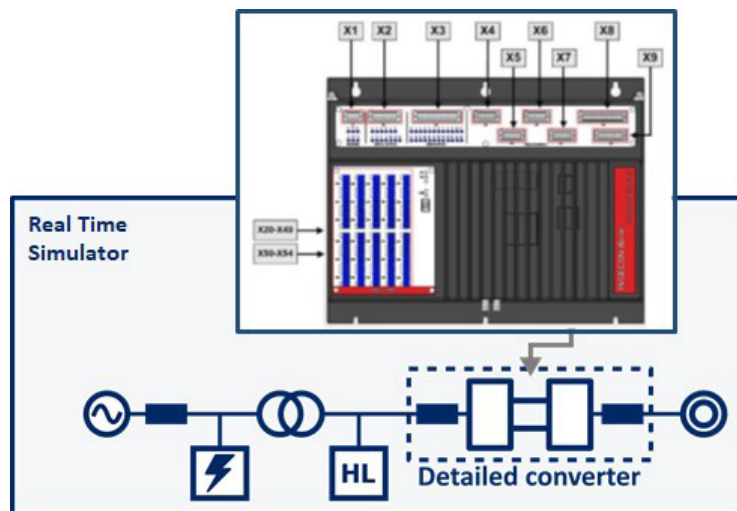 X1
X2
X3
X4
X6
X8
X5
X7
X9
Real Time
Simulator
X20-X49
X50-X54
HL
Detailed converter